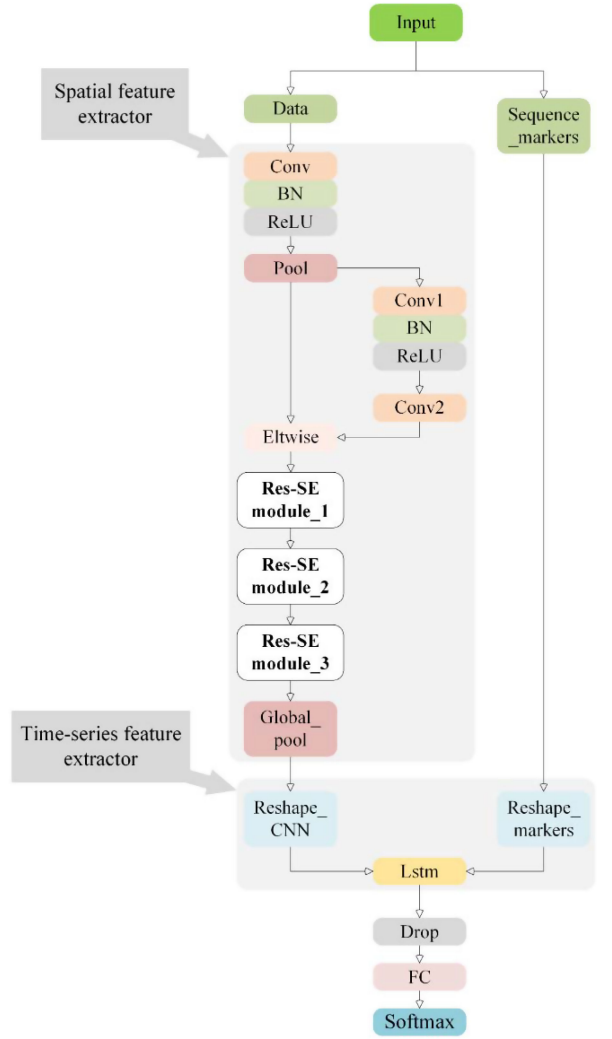 Input
Spatial feature
extractor
Data
Sequence
_markers
Conv
BN
ReLU
Pool
Conv1
BN
ReLU
Conv2
Eltwise
Res-SE
module_1
Res-SE
module_2
Res-SE
module_3
Global_
pool
Time-series feature
extractor
Reshape_
CNN
Reshape_
markers
Lstm
Drop
FC
Softmax